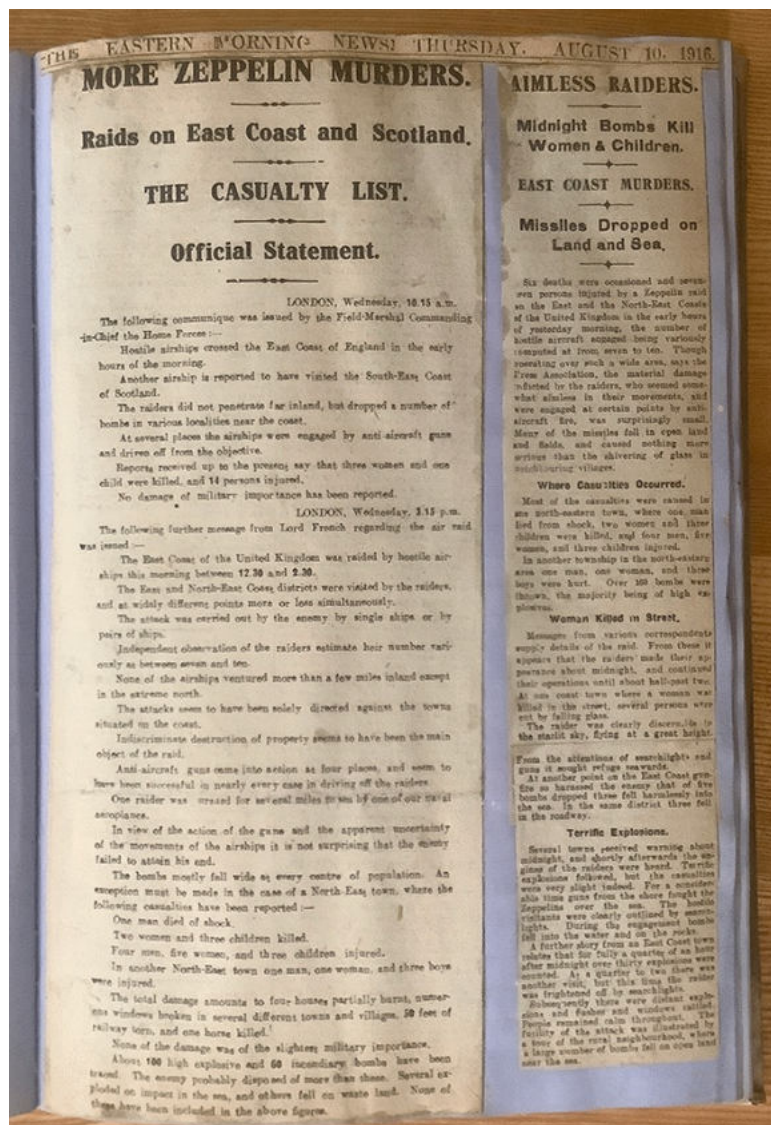 THE EASTERN MORNING NEWS: THURSDAY, AUGUST 10, 1916.
MORE ZEPPELIN MURDERS.
Raids on East Coast and Scotland.
THE CASUALTY LIST.
Official Statement.
LONDON, Wednesday, 10.15 a.m.
The following communique was issued by the Field-Marshal Commanding
-in-Chief the Home Forces:—
Hostile airships crossed the East Coast of England in the early
hours of the morning.
Another airship is reported to have visited the South-East Coast
of Scotland.
The raiders did not penetrate far inland, but dropped a number of
bombs in various localities near the coast.
At several places the airships were engaged by anti-aircraft guns
and driven off from the objective.
Reports received up to the present say that three women and one
child were killed, and 14 persons injured.
No damage of military importance has been reported.
LONDON, Wednesday, 3.15 p.m.
The following further message from Lord French regarding the air raid
was issued:—
The East Coast of the United Kingdom was raided by hostile air-
ships this morning between 12.30 and 2.30.
The East and North-East Coast districts were visited by the raiders,
and at widely different points more or less simultaneously.
The attack was carried out by the enemy by single ships or by
pairs of ships.
Independent observation of the raiders estimate heir number vari-
ously as between seven and ten.
None of the airships ventured more than a few miles inland except
in the extreme north.
The attacks seem to have been solely directed against the towns
situated on the coast.
Indiscriminate destruction of property seems to have been the main
object of the raid.
Anti-aircraft guns came into action at four places, and seem to
have been successful in nearly every case in driving off the raiders.
One raider was for several miles to sea by one of our naval
aeroplanes.
In view of the action of the guns and the apparent uncertainty
of the movements of the airships it is not surprising that the enemy
failed to attain his end.
The bombs mostly fell wide at every centre of population. An
exception must be made in the case of a North-East town, where the
following casualties have been reported:—
One man died of shock.
Two women and three children killed.
Four men, five women, and three children injured.
In another North-East town one man, one woman, and three boys
were injured.
The total damage amounts to four houses partially burnt, numer-
ous windows broken in several different towns and villages, 50 feet of
railway torn, and one horse killed.
None of the damage was of the slightest military importance.
About 100 high explosive and 60 incendiary bombs have been
traced. The enemy probably disposed of more than these. Several ex-
ploded on impact in the sea, and others fell on waste land. None of
these have been included in the above figures.
AIMLESS RAIDERS.
Midnight Bombs Kill
Women & Children.
EAST COAST MURDERS.
Missiles Dropped on
Land and Sea.
Six deaths were occasioned and seven-
teen persons injured by a Zeppelin raid
on the East and the North-East Coasts
of the United Kingdom in the early hours
of yesterday morning, the number of
hostile aircraft engaged being variously
computed at from seven to ten. Though
operating over such a wide area, says the
Press Association, the material damage
inflicted by the raiders, who seemed some-
what aimless in their movements, and
were engaged at certain points by anti-
aircraft fire, was surprisingly small.
Many of the missiles fell in open land
and fields, and caused nothing more
serious than the shivering of glass in
neighbouring villages.
Where Casualties Occurred.
Most of the casualties were caused in
one north-eastern town, where one man
died from shock, two women and three
children were killed, and four men, five
women, and three children injured.
In another township in the north-eastern
area one man, one woman, and three
boys were hurt. Over 160 bombs were
thrown, the majority being of high ex-
plosives.
Woman Killed in Street.
Messages from various correspondents
supply details of the raid. From these it
appears that the raiders made their ap-
pearance about midnight, and continued
their operations until about half-past two.
At one coast town where a woman was
killed in the street, several persons were
cut by falling glass.
The raider was clearly discernible in
the starlit sky, flying at a great height.
From the attentions of searchlights and
guns it sought refuge seawards.
At another point on the East Coast gun-
fire so harassed the enemy that of five
bombs dropped three fell harmlessly into
the sea. In the same district three fell
in the roadway.
Terrific Explosions.
Several towns received warning about
midnight, and shortly afterwards the en-
gines of the raiders were heard. Terrific
explosions followed, but the casualties
were very slight indeed. For a consider-
able time guns from the shore fought the
Zeppelins over the sea. The hostile
visitants were clearly outlined by search-
lights. During the engagement bombs
fell into the water and on the rocks.
A further story from an East Coast town
relates that for fully a quarter of an hour
after midnight over thirty explosions were
counted. At a quarter to two there was
another visit, but this time the raider
was frightened off by searchlights.
Subsequently there were distant explo-
sions and flashes and windows rattled.
People remained calm throughout. The
futility of the attack was illustrated by
a tour of the rural neighbourhood, where
a large number of bombs fell on open land
near the sea.